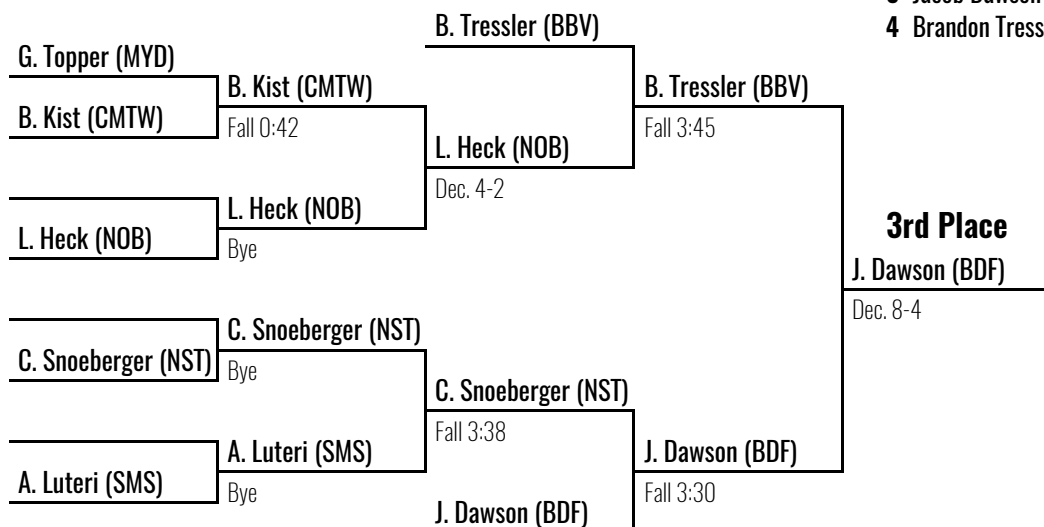 4 Brandon Tress
B. Tressler (BBV)
G. Topper (MYD)
B. Kist (CMTW)
B. Tressler (BBV)
B. Kist (CMTW)
Fall 0:42
Fall 3:45
L. Heck (NOB)
Dec. 4-2
L. Heck (NOB)
L. Heck (NOB)
Bye
3rd Place
J. Dawson (BDF)
Dec. 8-4
C. Snoeberger (NST)
C. Snoeberger (NST)
Bye
C. Snoeberger (NST)
Fall 3:38
A. Luteri (SMS)
J. Dawson (BDF)
A. Luteri (SMS)
Bye
Fall 3:30
J. Dawson (BDF)